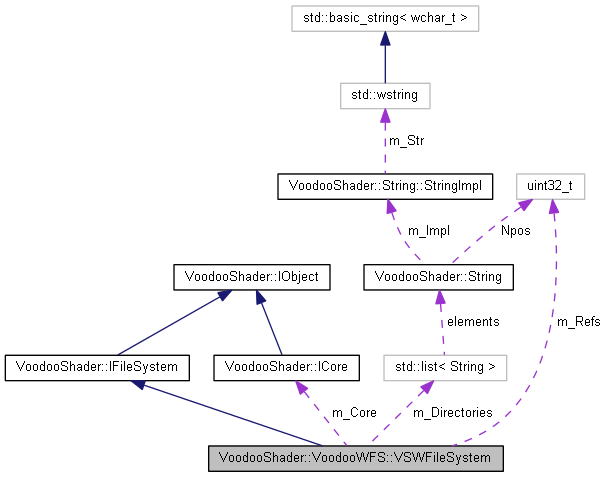 std::basic_string< wchar_t >
std::wstring
m_Str
VoodooShader::String::StringImpl
uint32_t
m_Impl
Npos
VoodooShader::IObject
VoodooShader::String
elements
m_Refs
VoodooShader::IFileSystem
VoodooShader::ICore
std::list< String >
m_Core
m_Directories
VoodooShader::VoodooWFS::VSWFileSystem